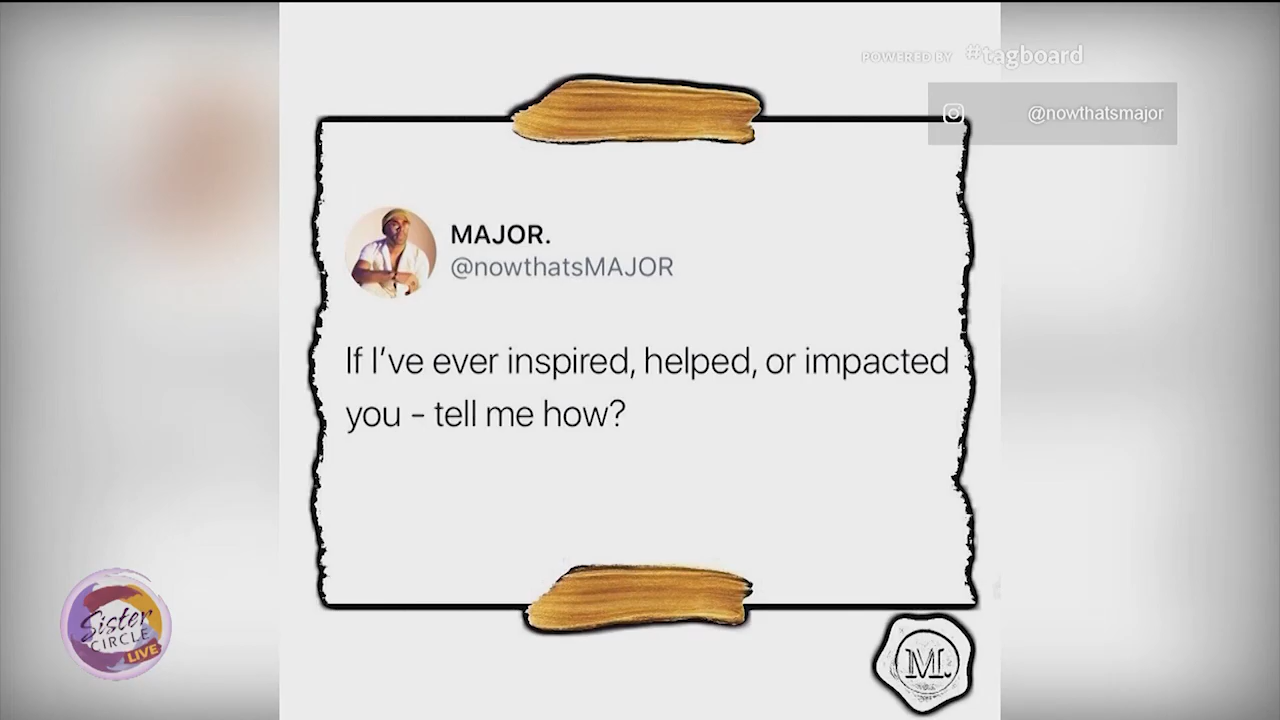 POWERED BY #tagboard
@nowthatsmajor
MAJOR.
@nowthatsMAJOR
If I've ever inspired, helped, or impacted
you - tell me how?
Sister
CIRCLE
LIVE
M.